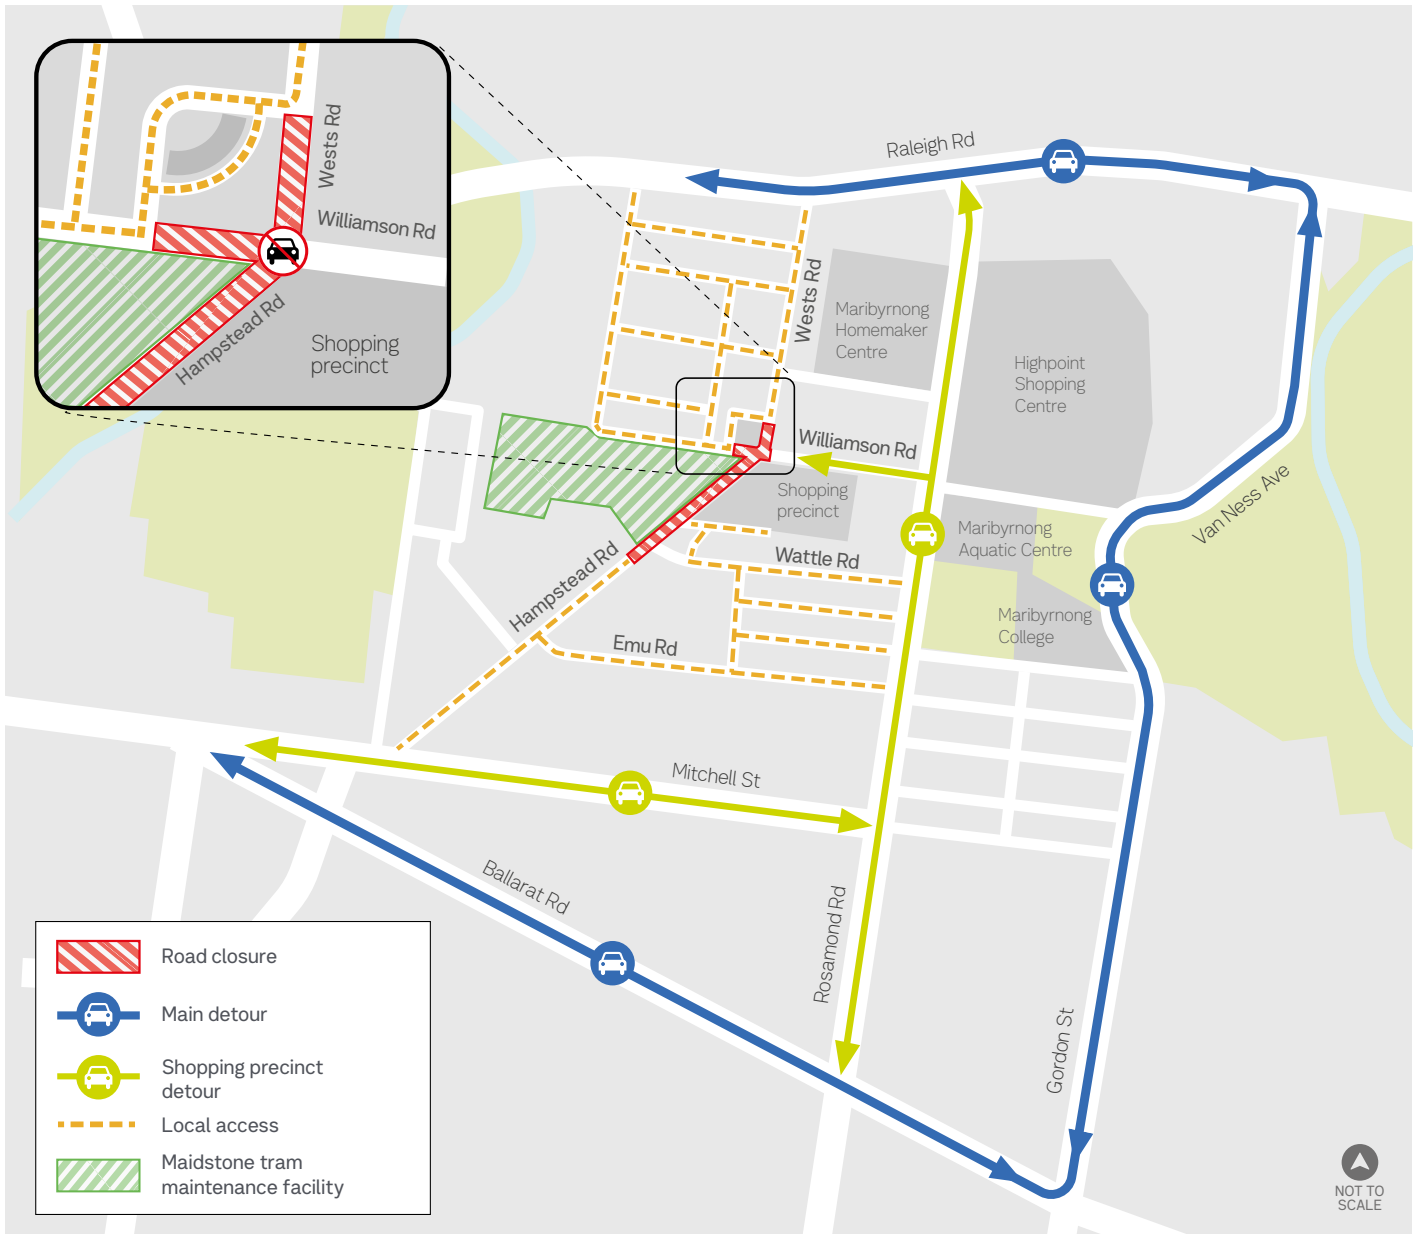 Wests Rd
Williamson Rd
Hampstead Rd
Shopping
precinct
Raleigh Rd
Wests Rd
Maribyrnong
Homemaker
Centre
Highpoint
Shopping
Centre
Williamson Rd
Shopping
precinct
Van Ness Ave
Maribyrnong
Aquatic Centre
Wattle Rd
Hampstead Rd
Maribyrnong
College
Emu Rd
Mitchell St
Ballarat Rd
Rosamond Rd
Gordon St
Road closure
Main detour
Shopping precinct
detour
Local access
Maidstone tram
maintenance facility
NOT TO
SCALE